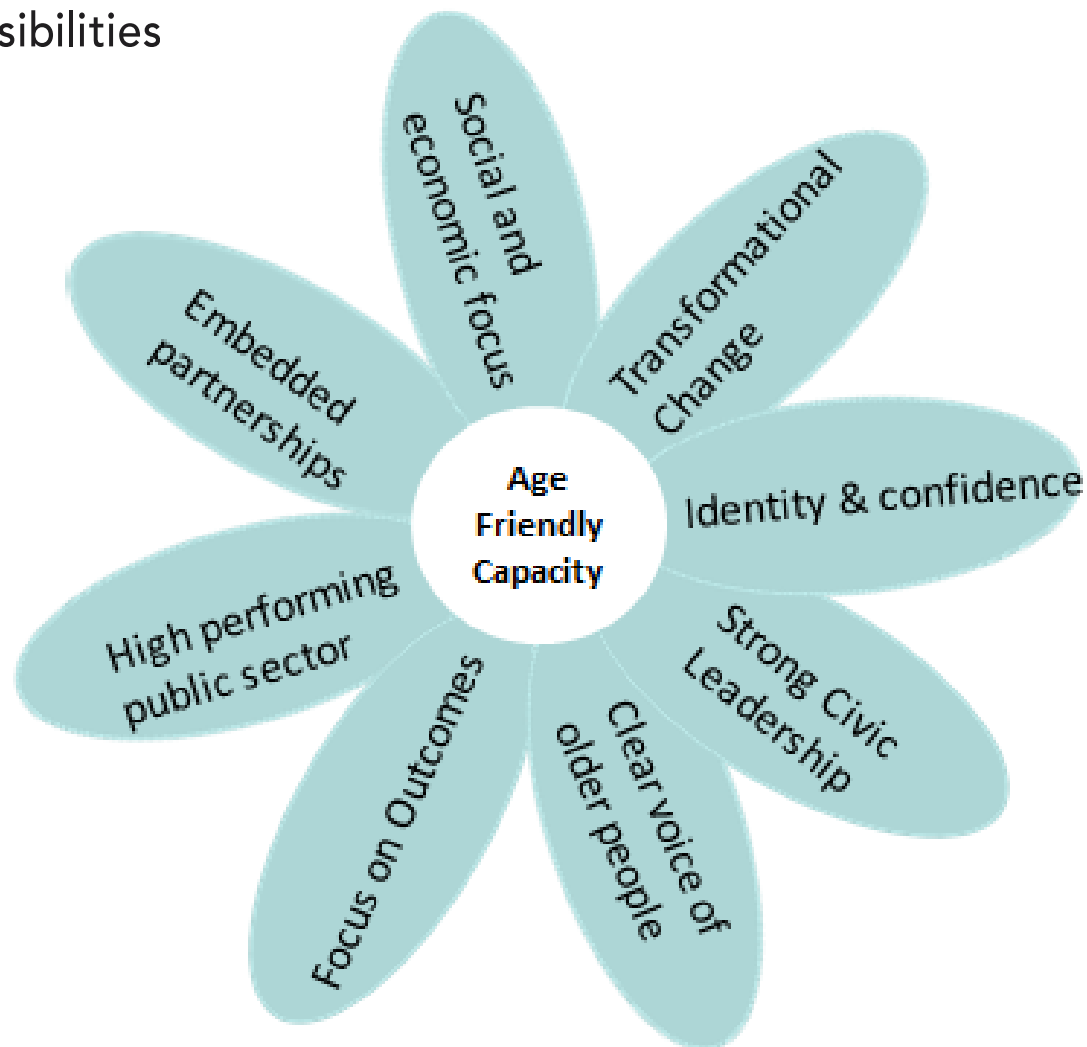 sibilities
Social and
economic focus
Transformational
Change
Identity & confidence
Strong Civic
Leadership
Clear voice of
older people
Focus on Outcomes
High performing
public sector
Embedded
partnerships
Age
Friendly
Capacity